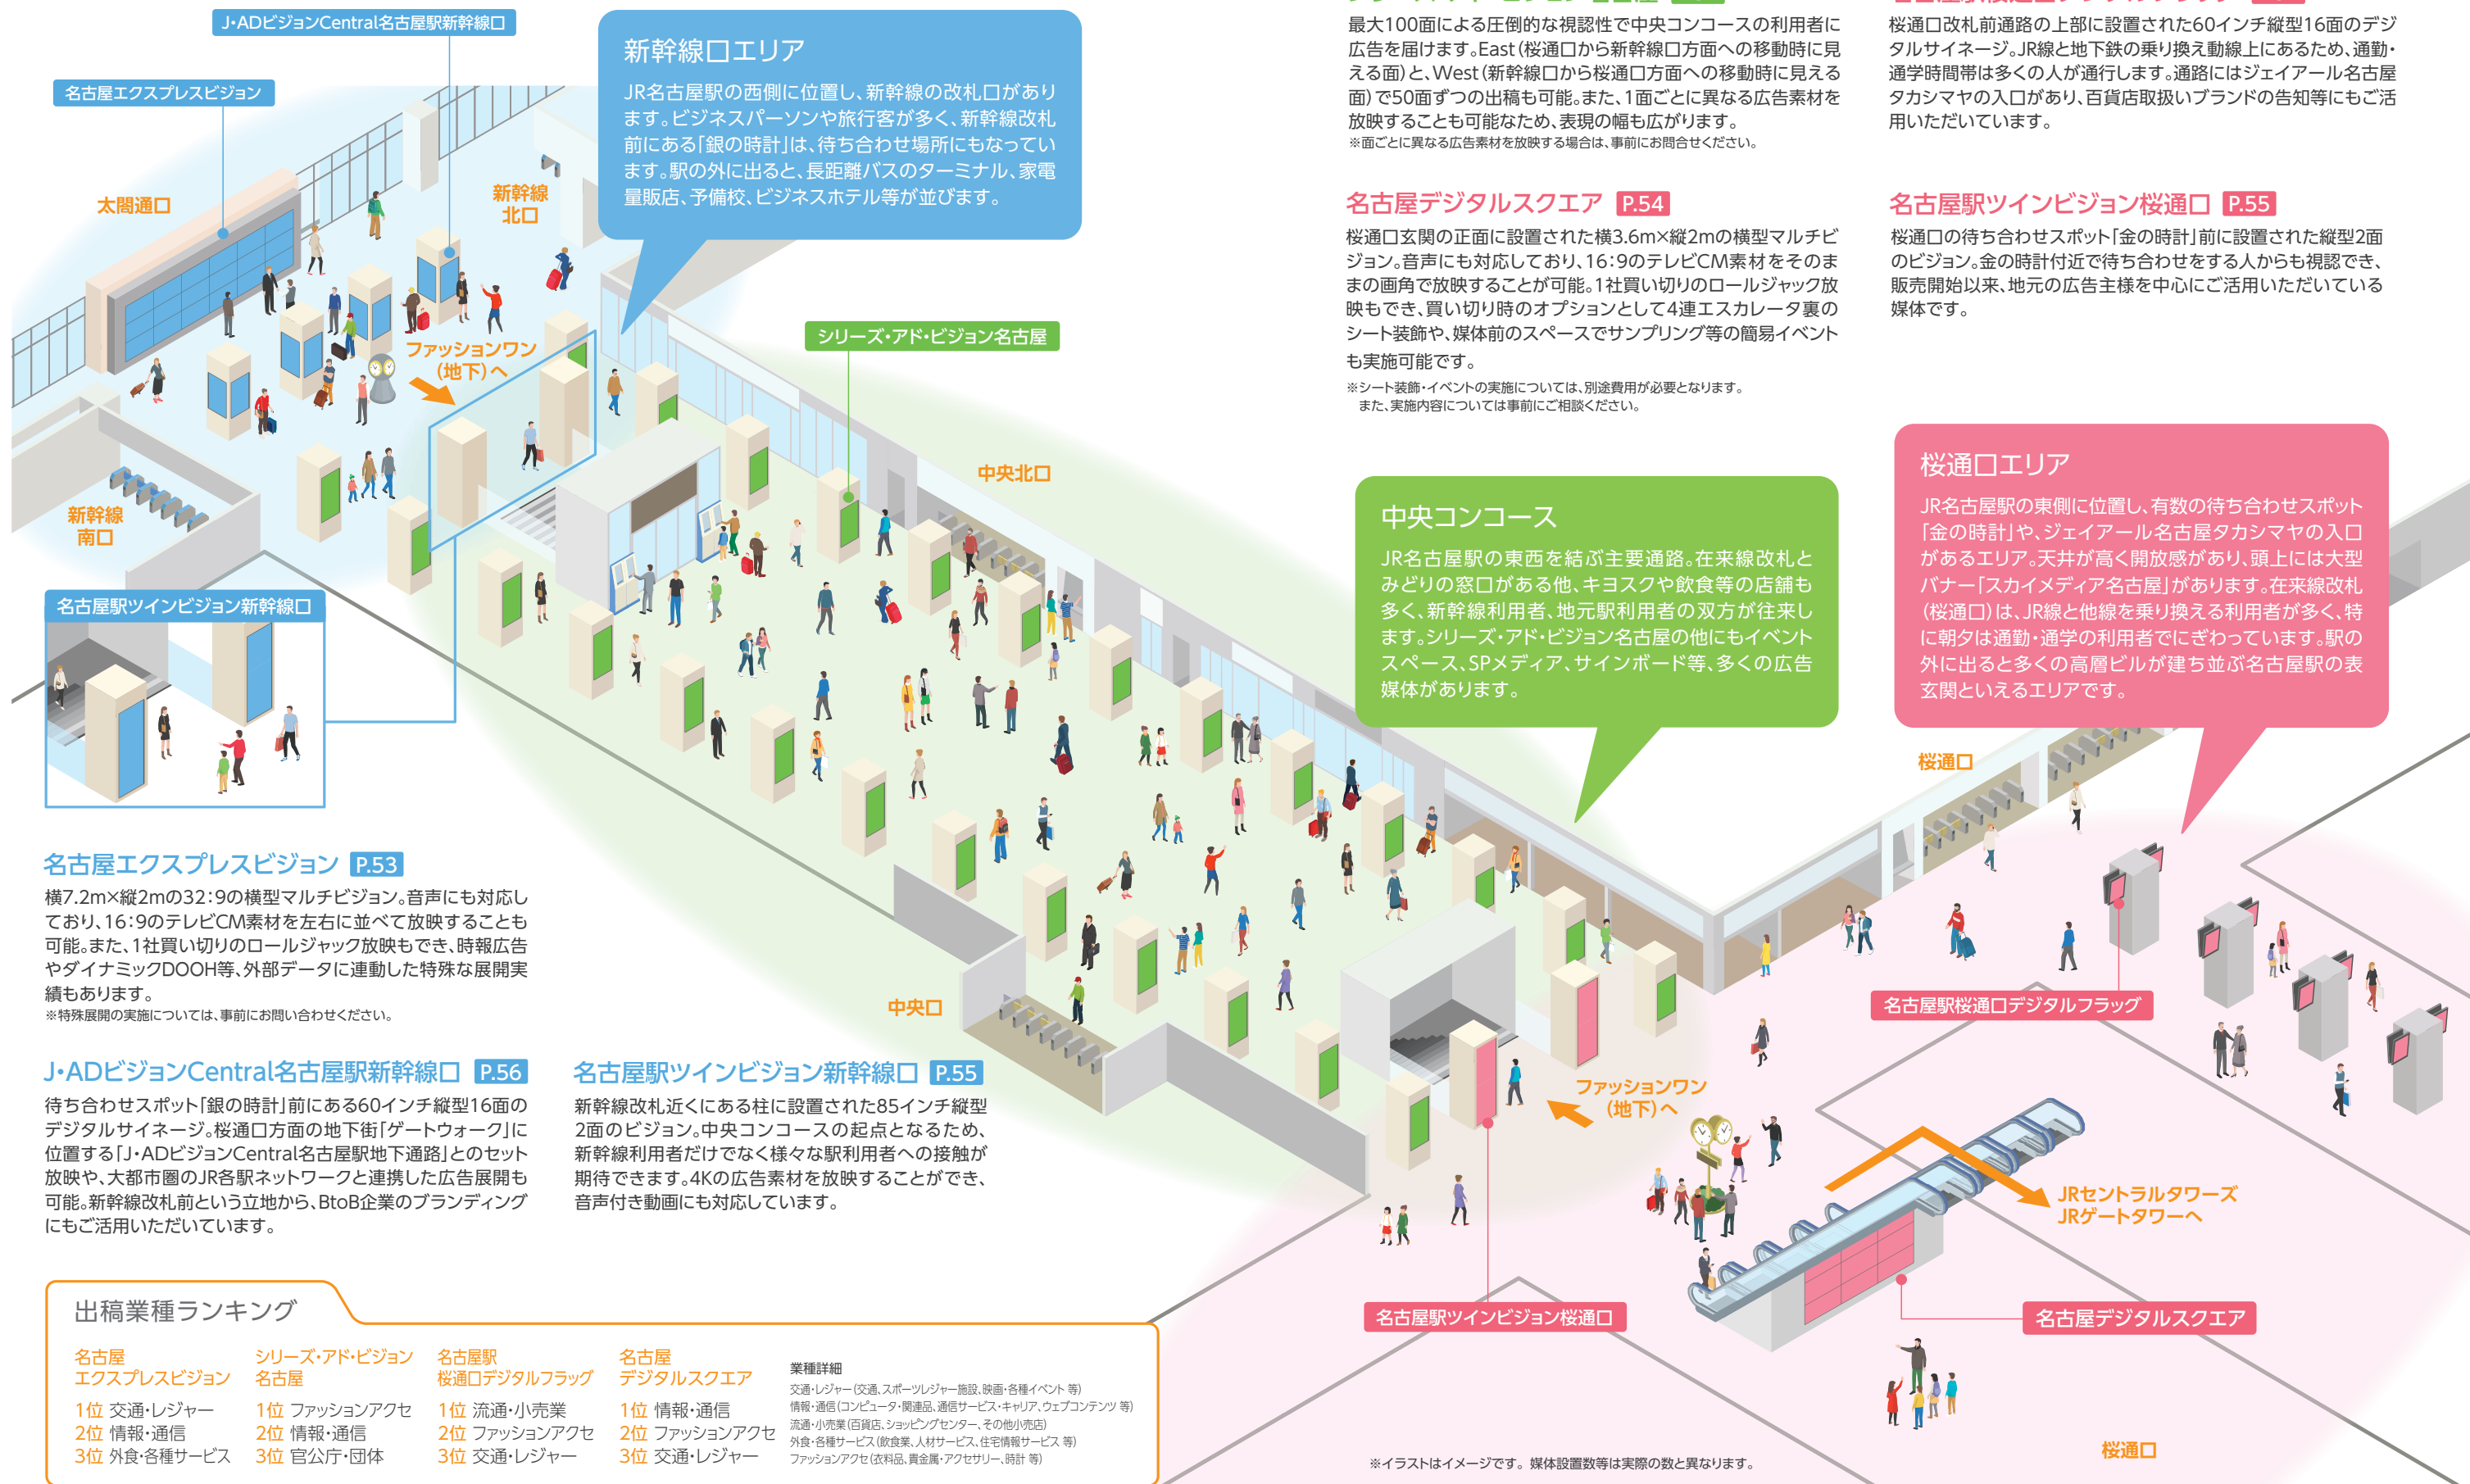 J・ADビジョンCentral名古屋駅新幹線口
名古屋エクスプレスビジョン
太閤通口
新幹線
北口
新幹線口エリア
JR名古屋駅の西側に位置し、新幹線の改札口があり
ます。ビジネスパーソンや旅行客が多く、新幹線改札
前にある「銀の時計」は、待ち合わせ場所にもなってい
ます。駅の外に出ると、長距離バスのターミナル、家電
量販店、予備校、ビジネスホテル等が並びます。
ファッションワン
(地下)へ
新幹線
南口
シリーズ・アド・ビジョン名古屋
中央北口
名古屋駅ツインビジョン新幹線口
最大100面による圧倒的な視認性で中央コンコースの利用者に
広告を届けます。East(桜通口から新幹線口方面への移動時に見
える面)と、West(新幹線口から桜通口方面への移動時に見える
面)で50面ずつの出稿も可能。また、1面ごとに異なる広告素材を
放映することも可能なため、表現の幅も広がります。
※面ごとに異なる広告素材を放映する場合は、事前にお問合せください。
桜通口改札前通路の上部に設置された60インチ縦型16面のデジ
タルサイネージ。JR線と地下鉄の乗り換え動線上にあるため、通勤・
通学時間帯は多くの人が通行します。通路にはジェイアール名古屋
タカシマヤの入口があり、百貨店取扱いブランドの告知等にもご活
用いただいています。
名古屋デジタルスクエア P.54
桜通口玄関の正面に設置された横3.6m×縦2mの横型マルチビ
ジョン。音声にも対応しており、16:9のテレビCM素材をそのま
まの画角で放映することが可能。1社買い切りのロールジャック放
映もでき、買い切り時のオプションとして4連エスカレータ裏の
シート装飾や、媒体前のスペースでサンプリング等の簡易イベント
も実施可能です。
※シート装飾・イベントの実施については、別途費用が必要となります。
また、実施内容については事前にご相談ください。
名古屋駅ツインビジョン桜通口 P.55
桜通口の待ち合わせスポット「金の時計」前に設置された縦型2面
のビジョン。金の時計付近で待ち合わせをする人からも視認でき、
販売開始以来、地元の広告主様を中心にご活用いただいている
媒体です。
中央コンコース
JR名古屋駅の東西を結ぶ主要通路。在来線改札と
みどりの窓口がある他、キヨスクや飲食等の店舗も
多く、新幹線利用者、地元駅利用者の双方が往来し
ます。シリーズ・アド・ビジョン名古屋の他にもイベント
スペース、SPメディア、サインボード等、多くの広告
媒体があります。
桜通口エリア
JR名古屋駅の東側に位置し、有数の待ち合わせスポット
「金の時計」や、ジェイアール名古屋タカシマヤの入口
があるエリア。天井が高く開放感があり、頭上には大型
バナー「スカイメディア名古屋」があります。在来線改札
(桜通口)は、JR線と他線を乗り換える利用者が多く、特
に朝夕は通勤・通学の利用者でにぎわっています。駅の
外に出ると多くの高層ビルが建ち並ぶ名古屋駅の表
玄関といえるエリアです。
桜通口
名古屋エクスプレスビジョン P.53
横7.2m×縦2mの32:9の横型マルチビジョン。音声にも対応し
ており、16:9のテレビCM素材を左右に並べて放映することも
可能。また、1社買い切りのロールジャック放映もでき、時報広告
やダイナミックDOOH等、外部データに連動した特殊な展開実
績もあります。
※特殊展開の実施については、事前にお問い合わせください。
中央口
名古屋駅桜通口デジタルフラッグ
J・ADビジョンCentral名古屋駅新幹線口 P.56
待ち合わせスポット「銀の時計」前にある60インチ縦型16面の
デジタルサイネージ。桜通口方面の地下街「ゲートウォーク」に
位置する「J・ADビジョンCentral名古屋駅地下通路」とのセット
放映や、大都市圏のJR各駅ネットワークと連携した広告展開も
可能。新幹線改札前という立地から、BtoB企業のブランディング
にもご活用いただいています。
名古屋駅ツインビジョン新幹線口 P.55
新幹線改札近くにある柱に設置された85インチ縦型
2面のビジョン。中央コンコースの起点となるため、
新幹線利用者だけでなく様々な駅利用者への接触が
期待できます。4Kの広告素材を放映することができ、
音声付き動画にも対応しています。
ファッションワン
(地下)へ
JRセントラルタワーズ
JRゲートタワーへ
名古屋駅ツインビジョン桜通口
名古屋デジタルスクエア
桜通口
出稿業種ランキング
名古屋
エクスプレスビジョン
1位 交通・レジャー
2位 情報・通信
3位 外食・各種サービス
シリーズ・アド・ビジョン
名古屋
1位 ファッションアクセ
2位 情報・通信
3位 官公庁・団体
名古屋駅
桜通口デジタルフラッグ
1位 流通・小売業
2位 ファッションアクセ
3位 交通・レジャー
名古屋
デジタルスクエア
1位 情報・通信
2位 ファッションアクセ
3位 交通・レジャー
業種詳細
交通・レジャー(交通、スポーツレジャー施設、映画・各種イベント 等)
情報・通信(コンピュータ・関連品、通信サービス・キャリア、ウェブコンテンツ 等)
流通・小売業(百貨店、ショッピングセンター、その他小売店)
外食・各種サービス(飲食業、人材サービス、住宅情報サービス 等)
ファッションアクセ(衣料品、貴金属・アクセサリー、時計 等)
※イラストはイメージです。媒体設置数等は実際の数と異なります。